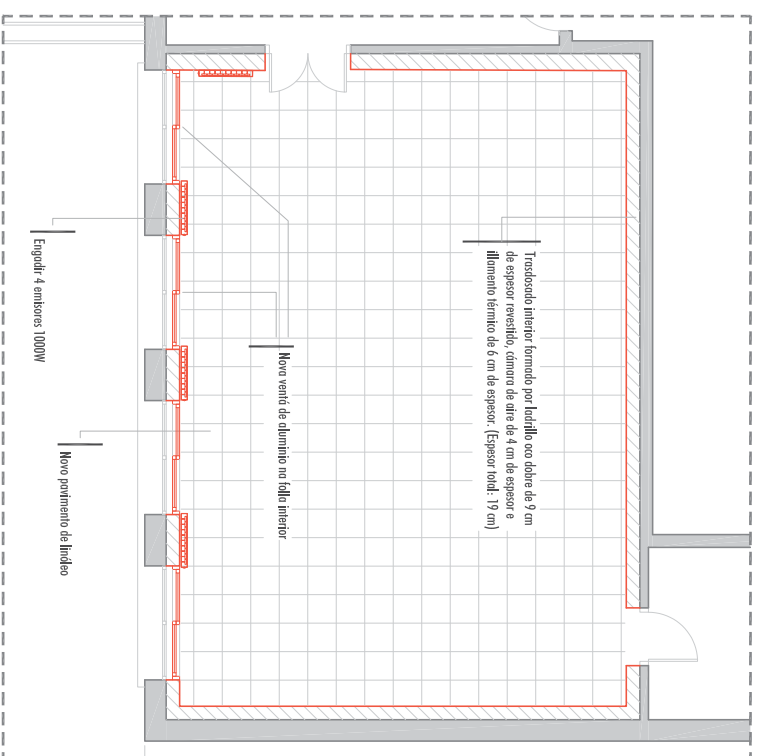 Trasdosado interior formado por ladrillo oco dobre de 9 cm
de espesor revestido, cámara de aire de 4 cm de espesor e
illamento térmico de 6 cm de espesor. (Espesor total: 19 cm)
Nova ventá de aluminio na folla interior
Novo pavimento de linóleo
Engadir 4 emisores 1000W